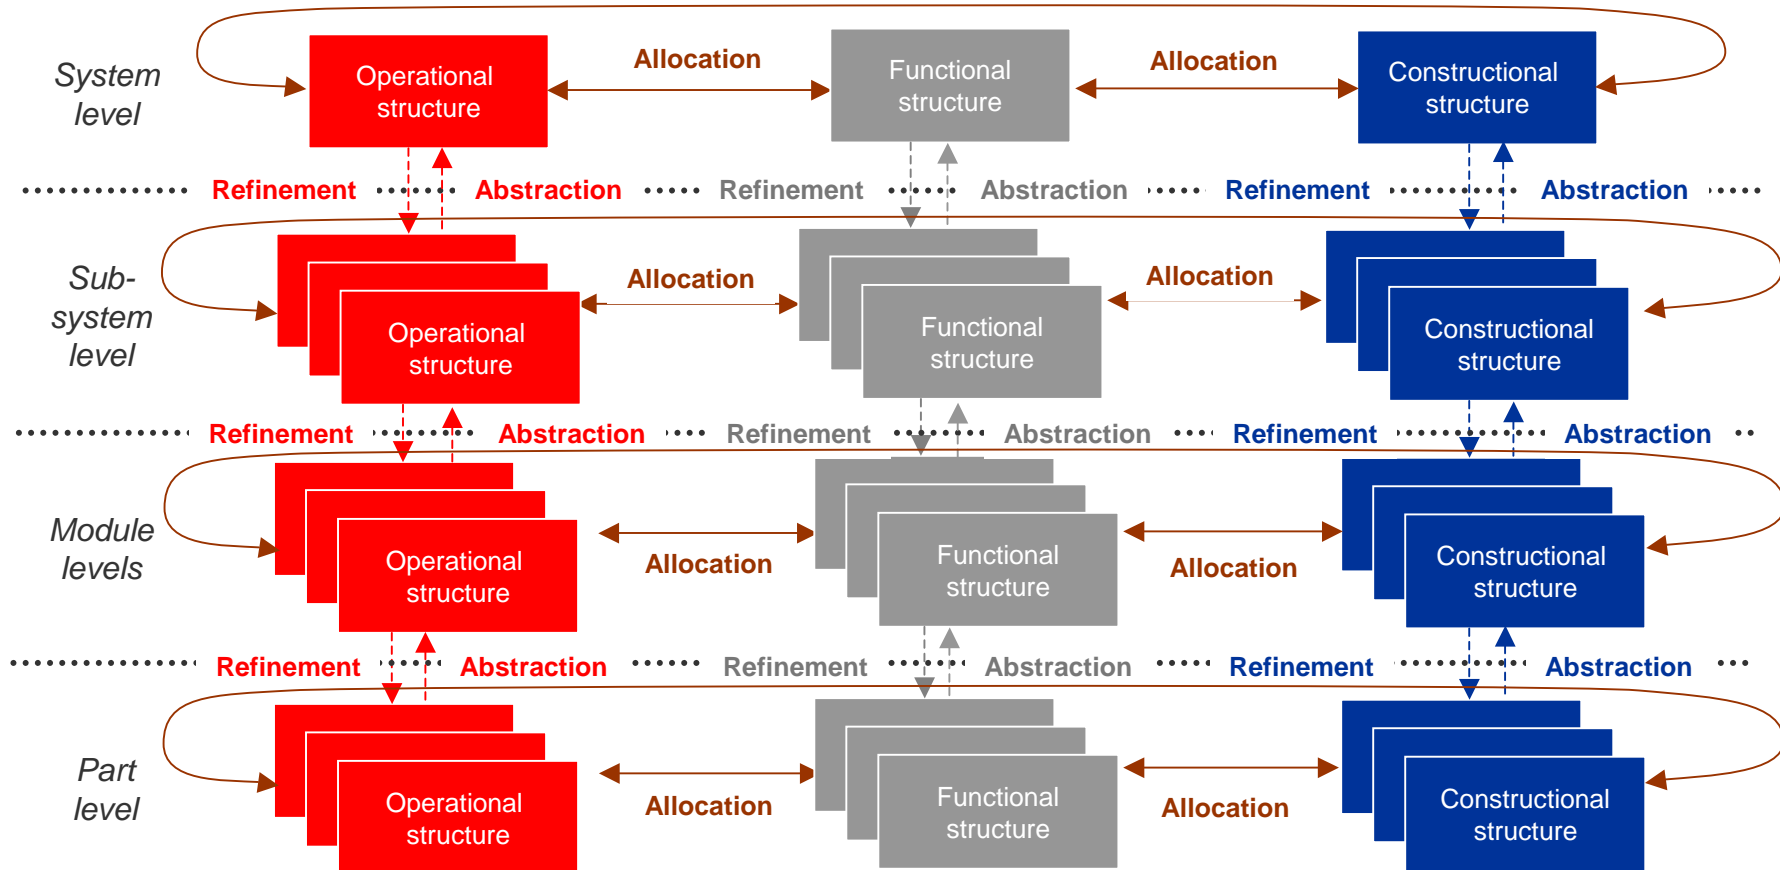 System
level
Operational
structure
Allocation
Functional
structure
Allocation
Constructional
structure
Refinement
Abstraction
Refinement
Abstraction
Refinement
Abstraction
Sub-
system
level
Operational
structure
Allocation
Functional
structure
Allocation
Constructional
structure
Refinement
Abstraction
Refinement
Abstraction
Refinement
Abstraction
Module
levels
Operational
structure
Allocation
Functional
structure
Allocation
Constructional
structure
Refinement
Abstraction
Refinement
Abstraction
Refinement
Abstraction
Part
level
Operational
structure
Allocation
Functional
structure
Allocation
Constructional
structure